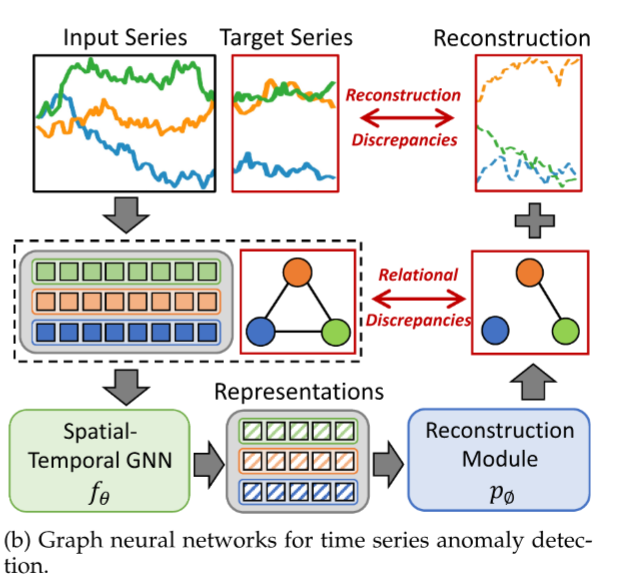 Input Series
Target Series
Reconstruction
Reconstruction
Discrepancies
Relational
Discrepancies
Representations
Spatial-
Temporal GNN
fθ
Reconstruction
Module
p∅
(b) Graph neural networks for time series anomaly detec-
tion.